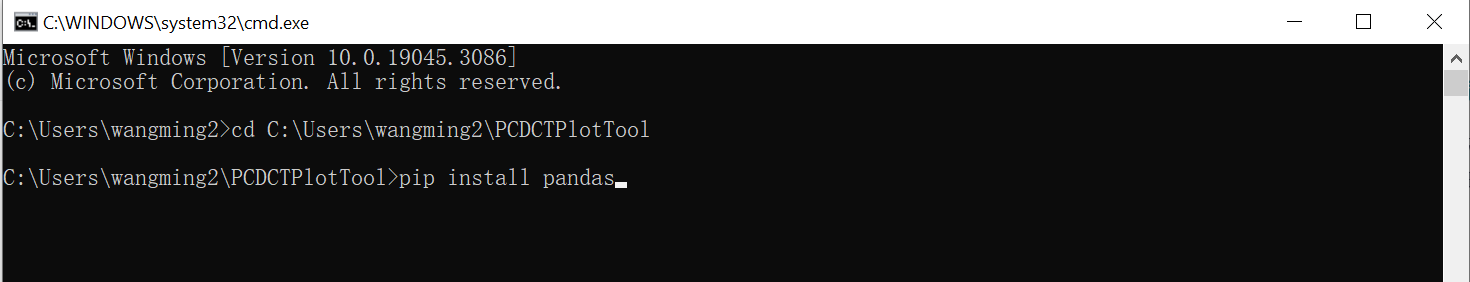 C:\WINDOWS\system32\cmd.exe
Microsoft Windows [Version 10.0.19045.3086]
(c) Microsoft Corporation. All rights reserved.
C:\Users\wangming2>cd C:\Users\wangming2\PCDCTPlotTool
C:\Users\wangming2\PCDCTPlotTool>pip install pandas